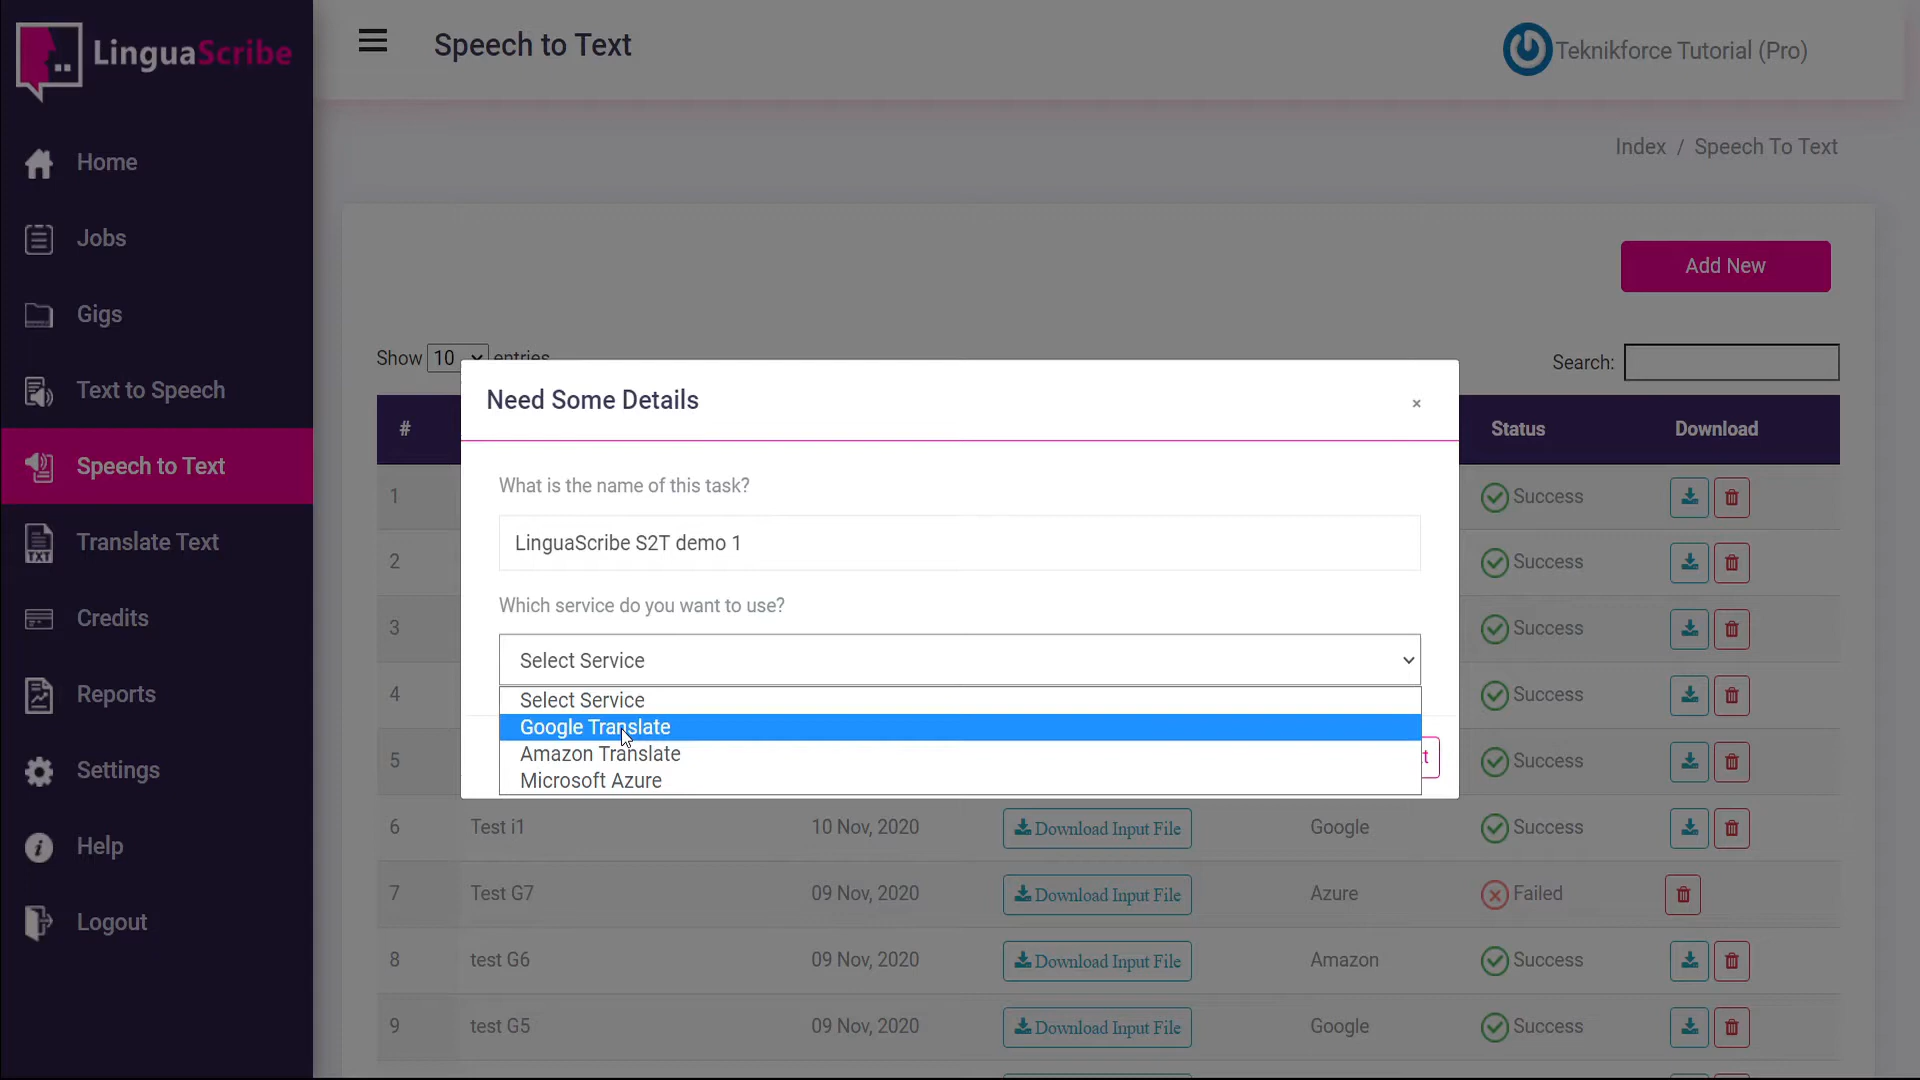 LinguaScribe
Speech to Text
Teknikforce Tutorial (Pro)
Home
Jobs
Gigs
Text to Speech
Speech to Text
TXT
Translate Text
Credits
Reports
Settings
Help
Logout
Index / Speech To Text
Add New
Show 10 entries
Search:
# Status Download
Need Some Details
×
What is the name of this task?
LinguaScribe S2T demo 1
Which service do you want to use?
Select Service
Select Service
Google Translate
Amazon Translate
Microsoft Azure
t
1 Success
2 Success
3 Success
4 Success
5 Success
6 Test i1 10 Nov, 2020 Download Input File Google Success
7 Test G7 09 Nov, 2020 Download Input File Azure Failed
8 test G6 09 Nov, 2020 Download Input File Amazon Success
9 test G5 09 Nov, 2020 Download Input File Google Success